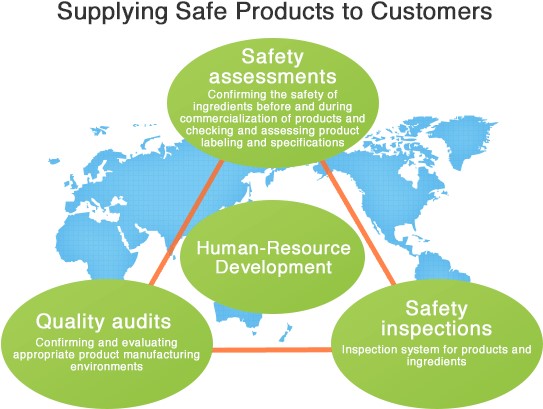 Supplying Safe Products to Customers
Safety
assessments
Confirming the safety of
ingredients before and during
commercialization of products and
checking and assessing product
labeling and specifications
Human-Resource
Development
Quality audits
Confirming and evaluating
appropriate product manufacturing
environments
Safety
inspections
Inspection system for products and
ingredients